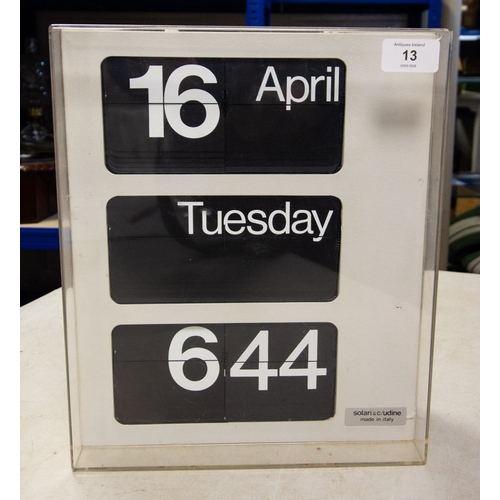 Antiques Ireland
13
16 April
Tuesday
6 44
solari&c/udine
made in italy